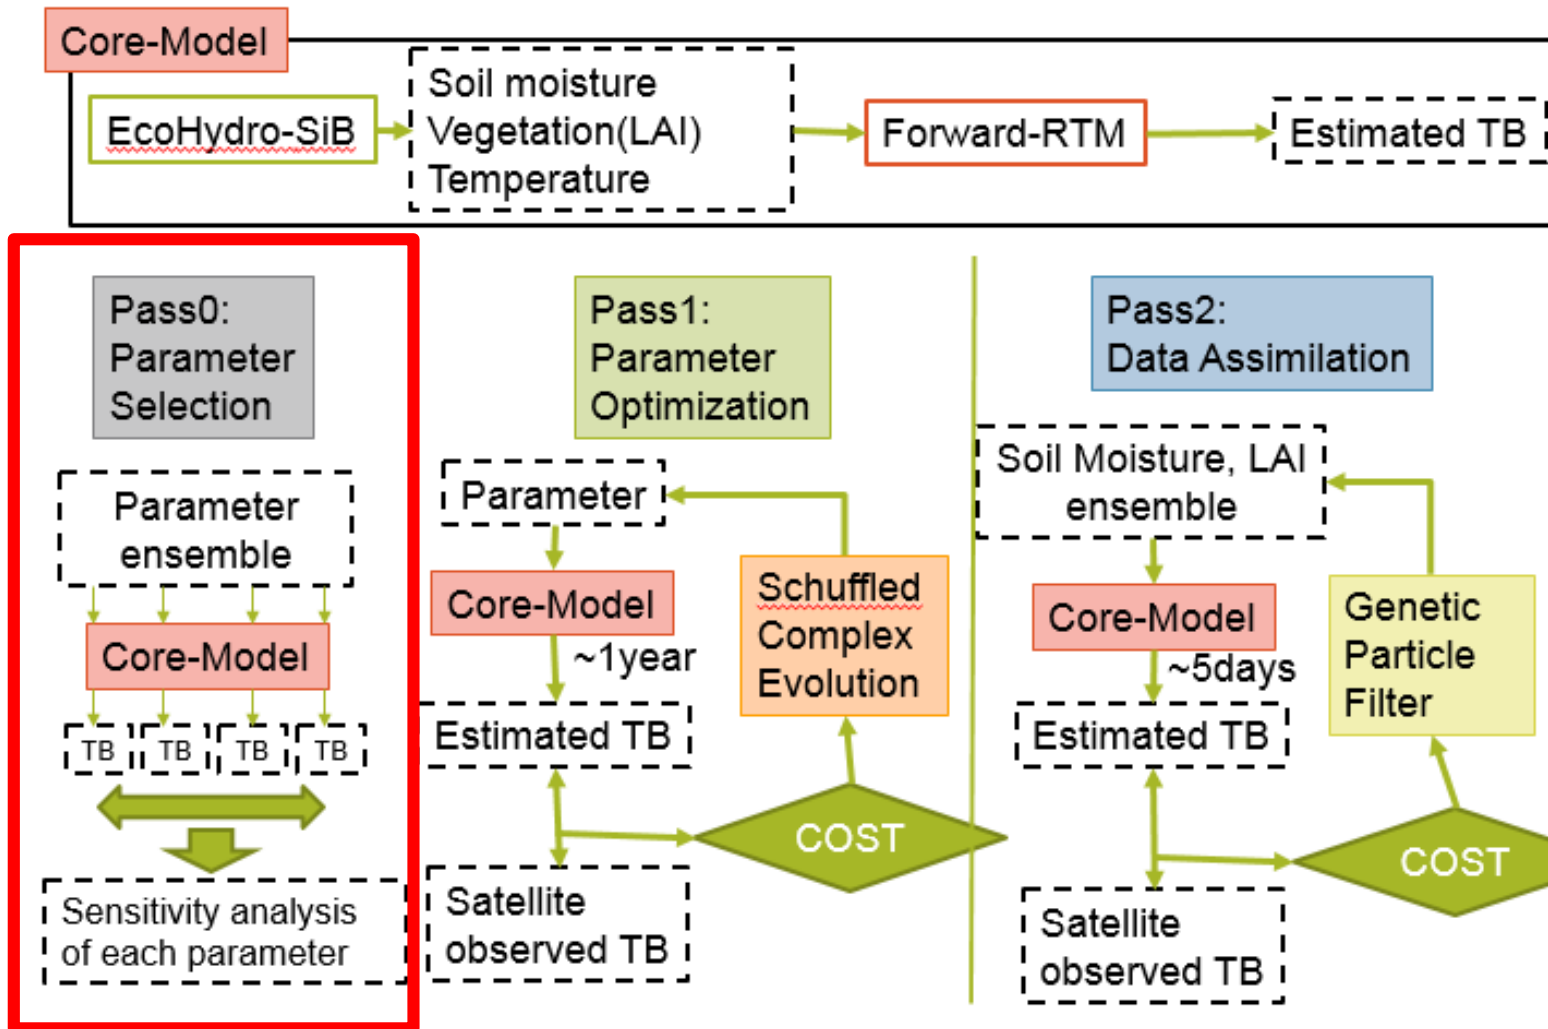 Core-Model
EcoHydro-SiB
Soil moisture
Vegetation(LAI)
Temperature
Forward-RTM
Estimated TB
Pass0:
Parameter
Selection
Parameter
ensemble
Core-Model
TB TB TB TB
Sensitivity analysis
of each parameter
Pass1:
Parameter
Optimization
Parameter
Core-Model
~1year
Estimated TB
Satellite
observed TB
Schuffled
Complex
Evolution
COST
Pass2:
Data Assimilation
Soil Moisture, LAI
ensemble
Core-Model
~5days
Estimated TB
Satellite
observed TB
Genetic
Particle
Filter
COST